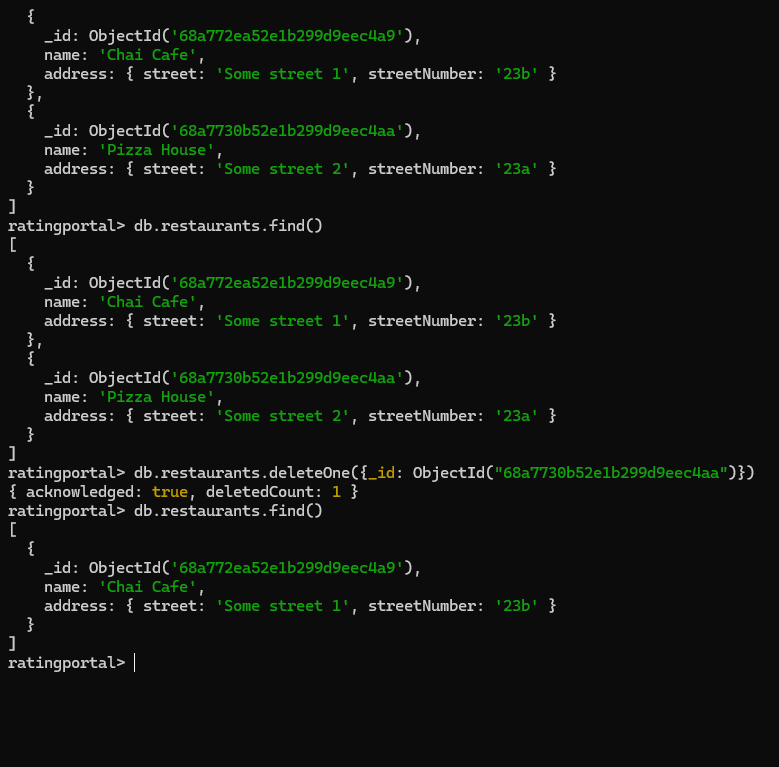 {
    _id: ObjectId('68a772ea52e1b299d9eec4a9'),
    name: 'Chai Cafe',
    address: { street: 'Some street 1', streetNumber: '23b' }
  },
  {
    _id: ObjectId('68a7730b52e1b299d9eec4aa'),
    name: 'Pizza House',
    address: { street: 'Some street 2', streetNumber: '23a' }
  }
]
ratingportal> db.restaurants.find()
[
  {
    _id: ObjectId('68a772ea52e1b299d9eec4a9'),
    name: 'Chai Cafe',
    address: { street: 'Some street 1', streetNumber: '23b' }
  },
  {
    _id: ObjectId('68a7730b52e1b299d9eec4aa'),
    name: 'Pizza House',
    address: { street: 'Some street 2', streetNumber: '23a' }
  }
]
ratingportal> db.restaurants.deleteOne({_id: ObjectId("68a7730b52e1b299d9eec4aa")})
{ acknowledged: true, deletedCount: 1 }
ratingportal> db.restaurants.find()
[
  {
    _id: ObjectId('68a772ea52e1b299d9eec4a9'),
    name: 'Chai Cafe',
    address: { street: 'Some street 1', streetNumber: '23b' }
  }
]
ratingportal>